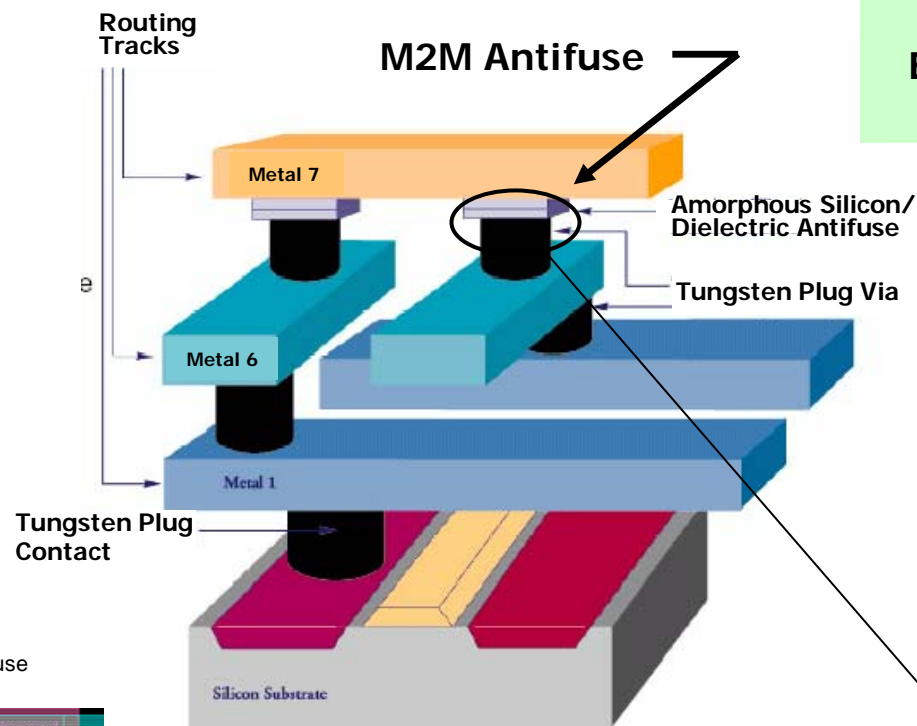 Routing
Tracks
M2M Antifuse
Metal 7
Amorphous Silicon/
Dielectric Antifuse
Tungsten Plug Via
Metal 6
Metal 1
Tungsten Plug
Contact
Silicon Substrate